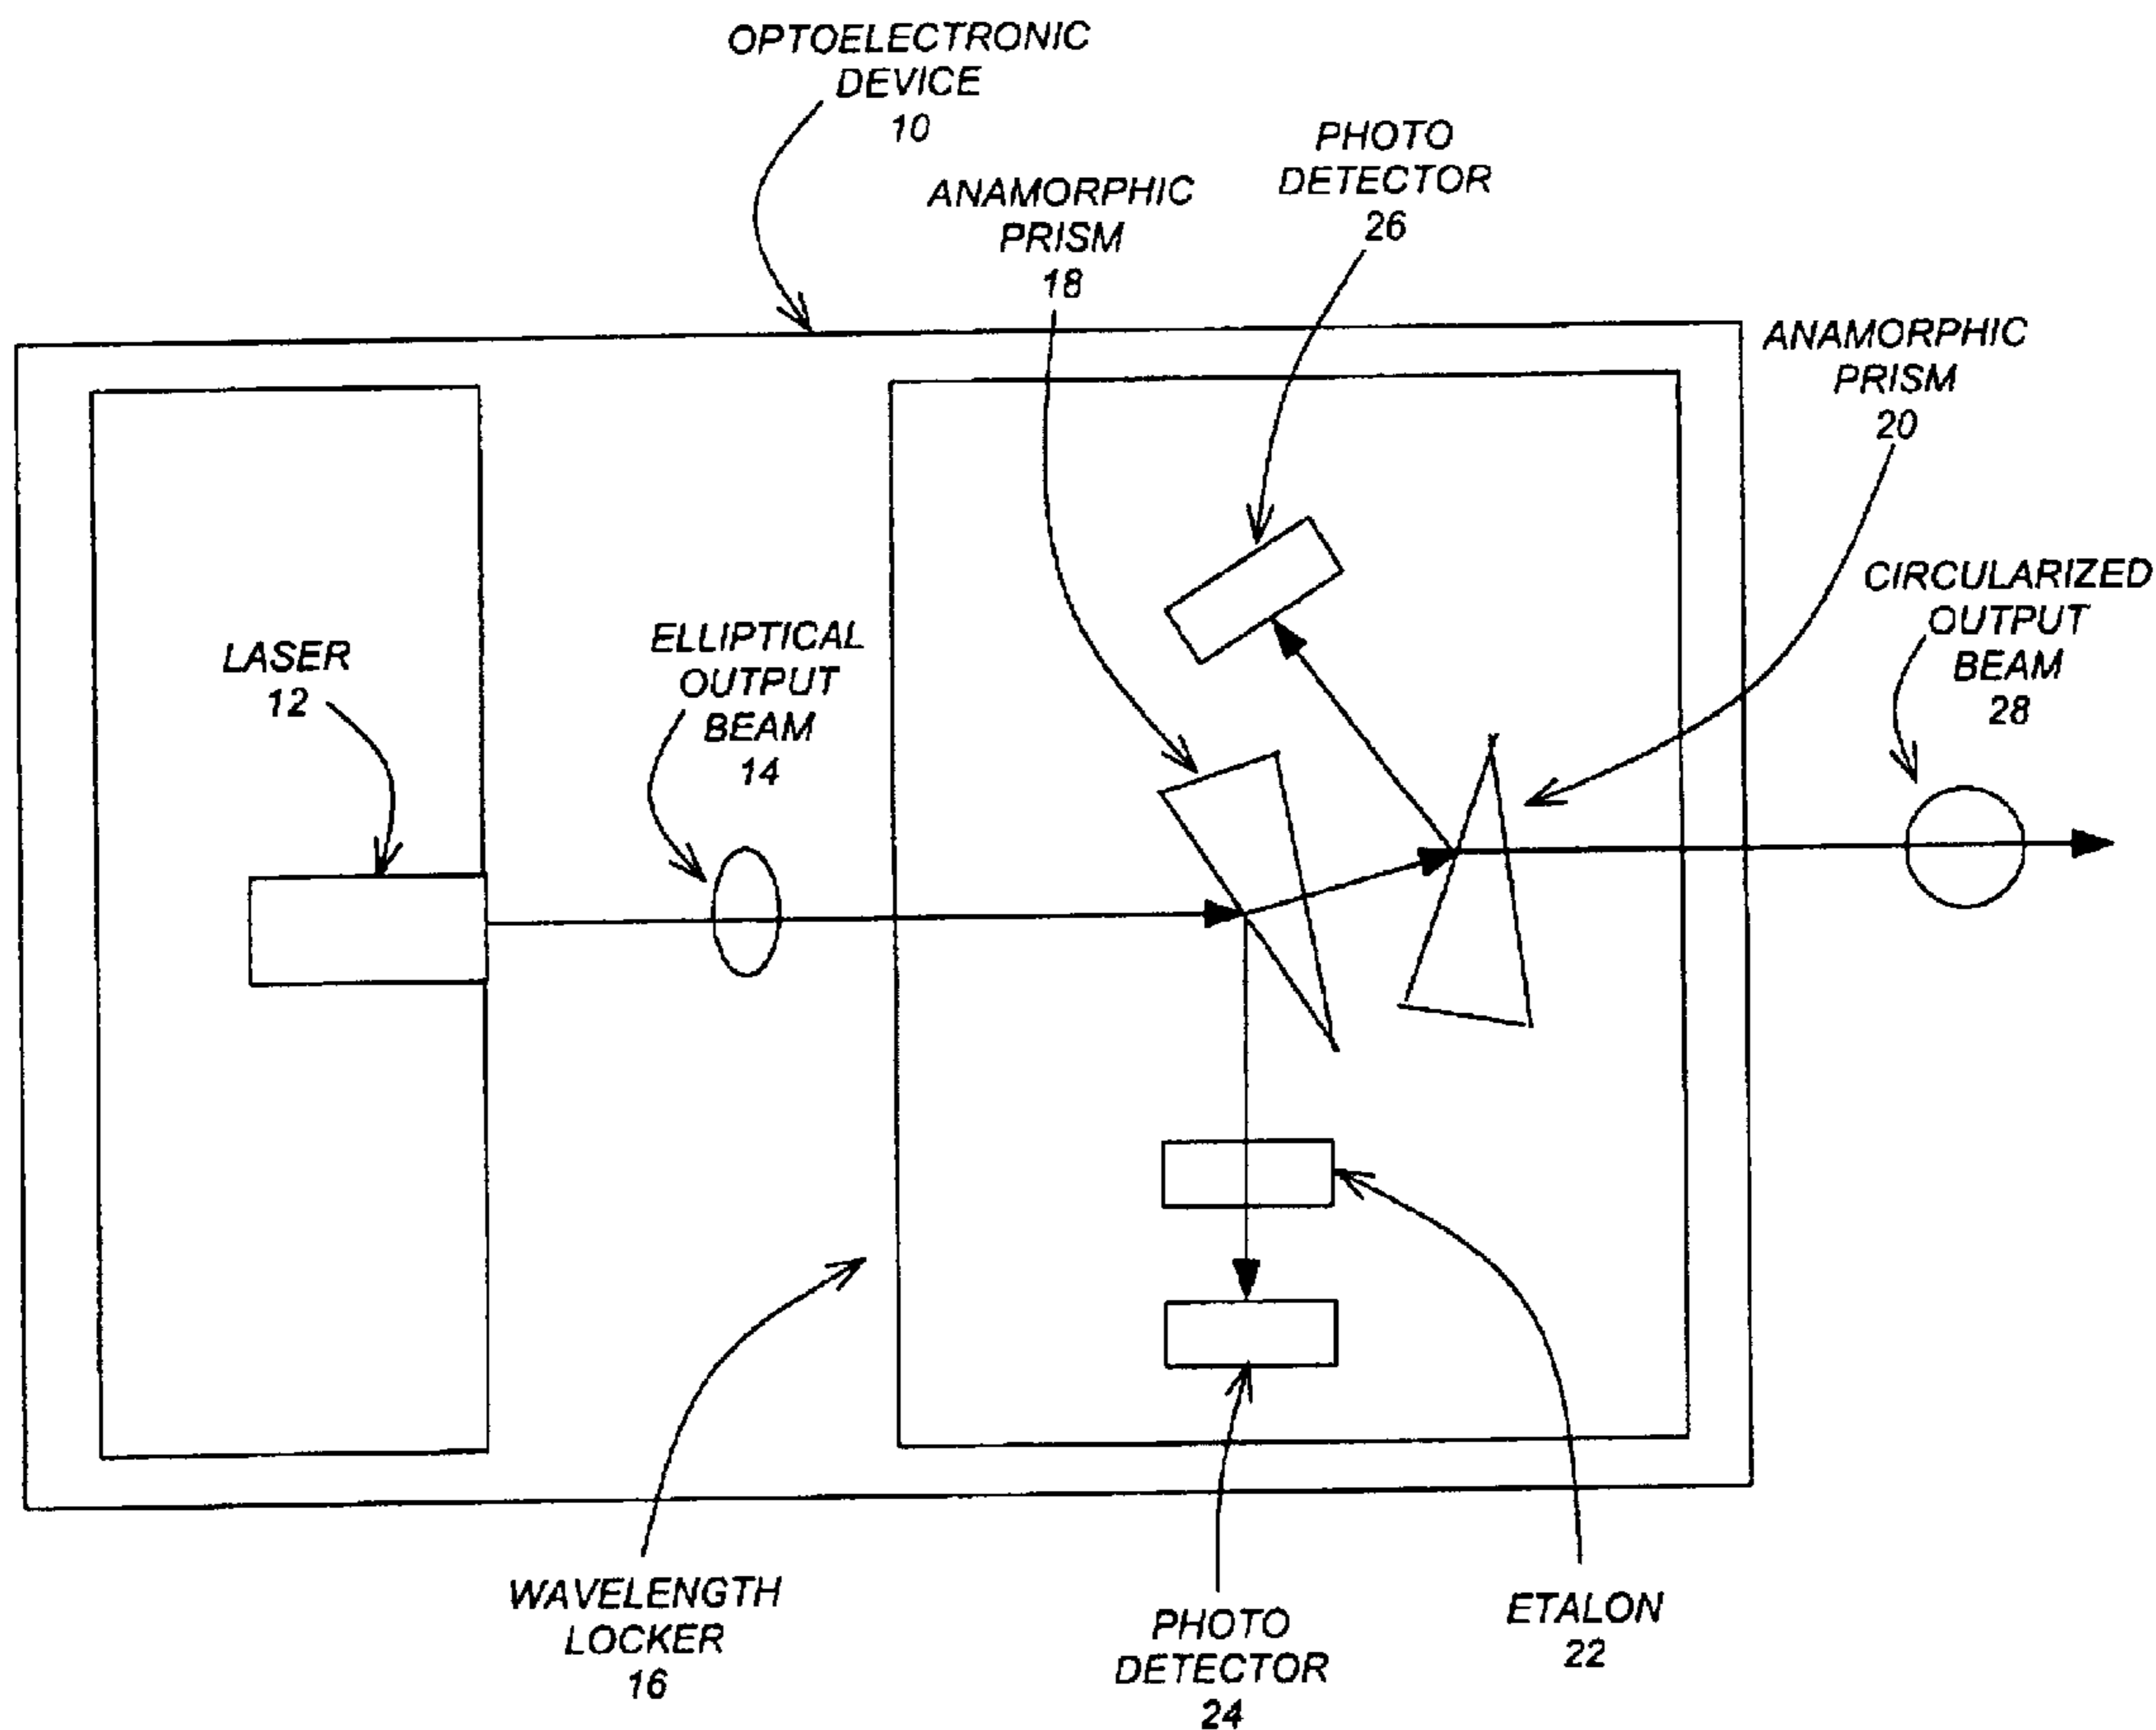 OPTOELECTRONIC
DEVICE
10
PHOTO
DETECTOR
26
ANAMORPHIC
PRISM
18
ANAMORPHIC
PRISM
20
CIRCULARIZED
OUTPUT
BEAM
28
ELLIPTICAL
OUTPUT
BEAM
14
LASER
12
WAVELENGTH
LOCKER
16
PHOTO
DETECTOR
24
ETALON
22